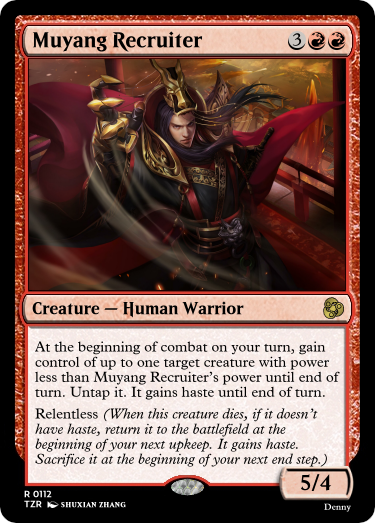 Muyang Recruiter 3
Creature — Human Warrior
At the beginning of combat on your turn, gain
control of up to one target creature with power
less than Muyang Recruiter's power until end of
turn. Untap it. It gains haste until end of turn.
Relentless (When this creature dies, if it doesn't
have haste, return it to the battlefield at the
beginning of your next upkeep. It gains haste.
Sacrifice it at the beginning of your next end step.)
5/4
R 0112
TZR SHUXIAN ZHANG
Denny